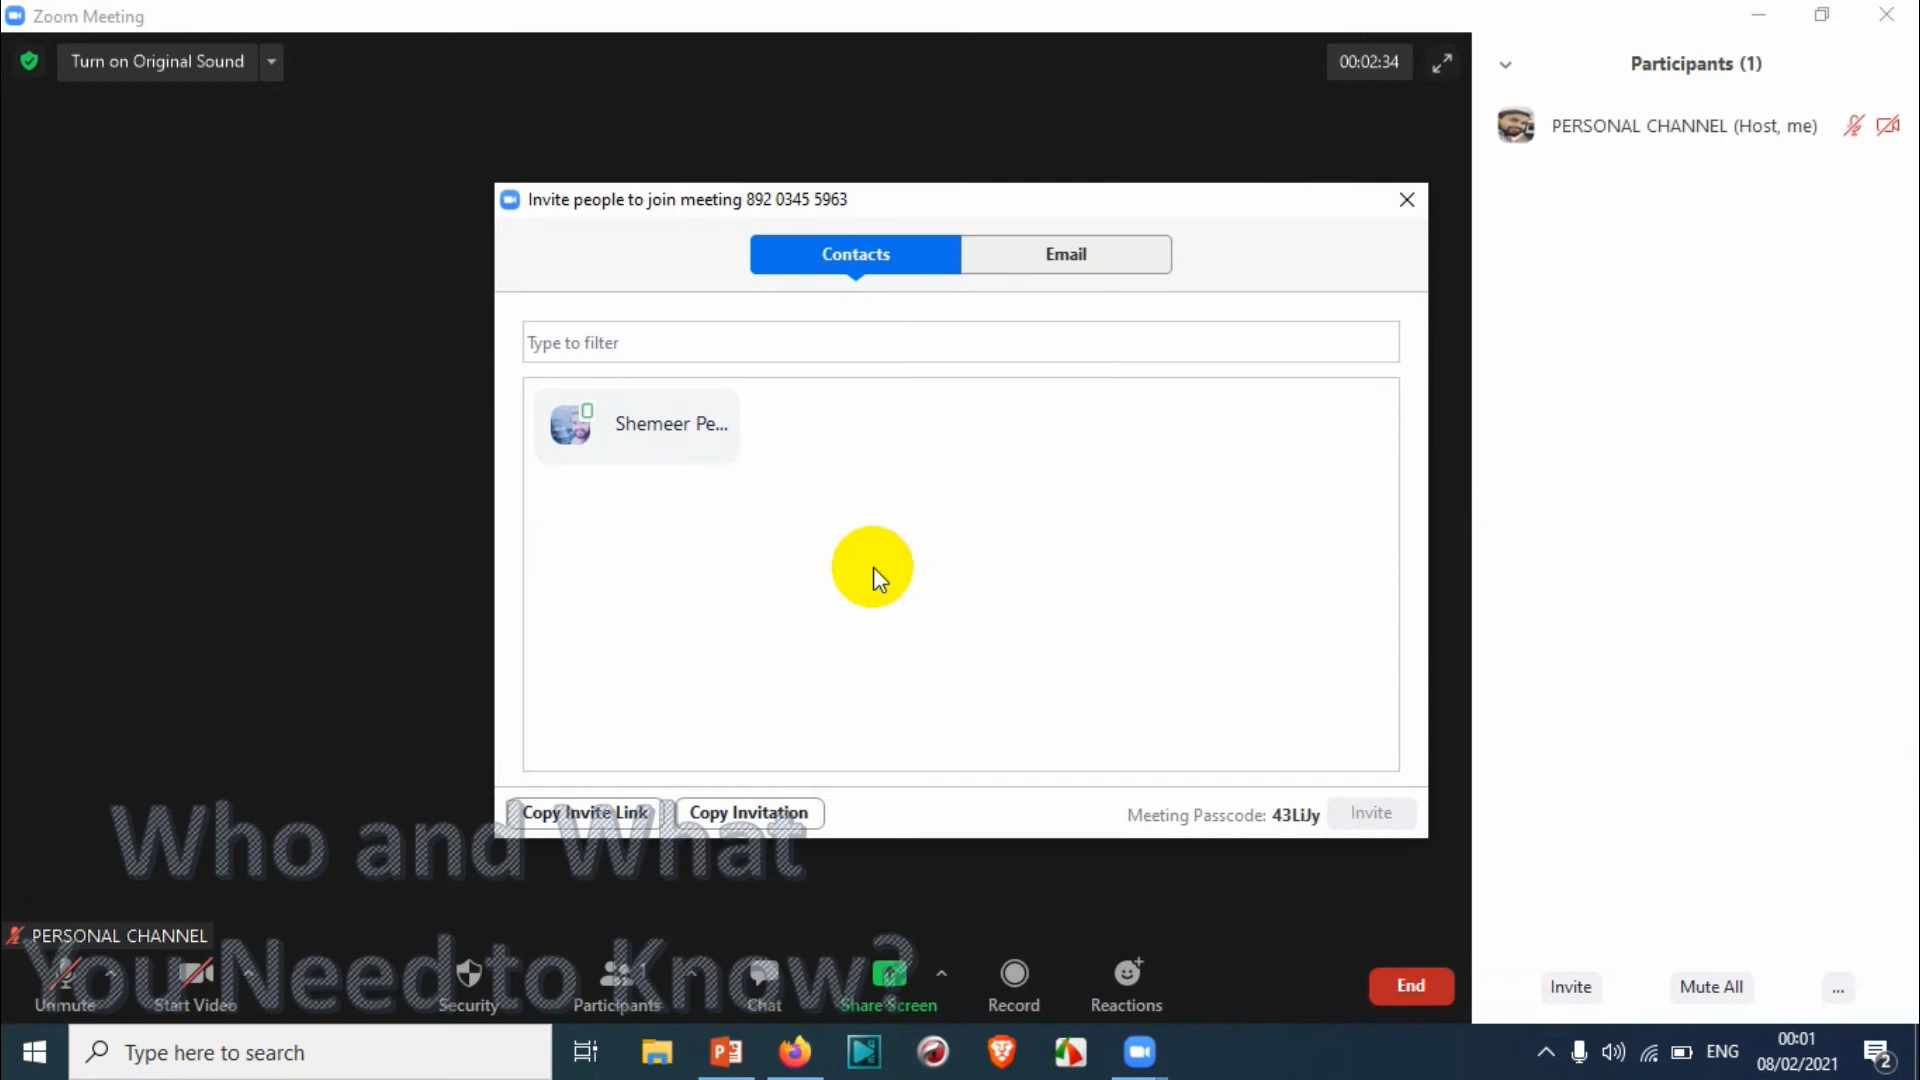 Zoom Meeting
Turn on Original Sound
00:02:34
Participants (1)
PERSONAL CHANNEL (Host, me)
Invite people to join meeting 892 0345 5963
Contacts
Email
Type to filter
Shemeer Pe...
Copy Invite Link
Copy Invitation
Meeting Passcode: 43LiJy
Invite
Who and What
You Need to Know?
PERSONAL CHANNEL
Unmute
Start Video
Security
Participants
1
Chat
Share Screen
Record
Reactions
End
Invite
Mute All
...
Type here to search
ENG
00:01
08/02/2021
2